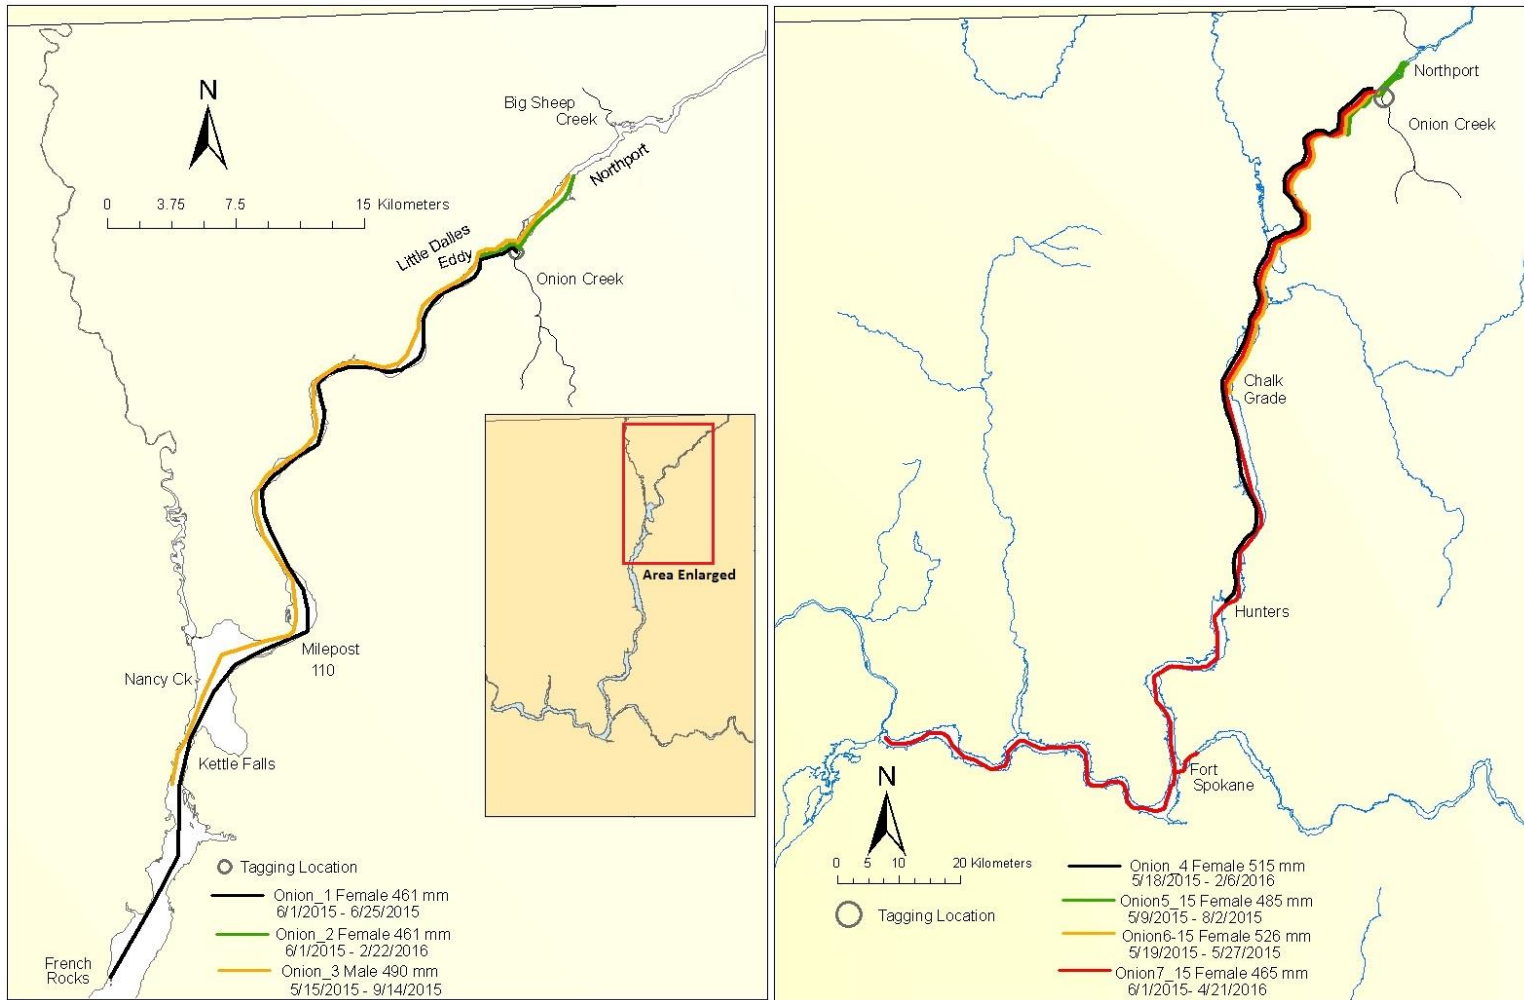 N
0 3.75 7.5 15 Kilometers
Big Sheep
Creek
Northport
Little Dalles
Eddy
Onion Creek
Area Enlarged
Milepost
110
Nancy Ck
Kettle Falls
French
Rocks
Tagging Location
Onion_1 Female 461 mm
6/1/2015 - 6/25/2015
Onion_2 Female 461 mm
6/1/2015 - 2/22/2016
Onion_3 Male 490 mm
5/15/2015 - 9/14/2015
Northport
Onion Creek
Chalk
Grade
Hunters
Fort
Spokane
N
0 5 10 20 Kilometers
Tagging Location
Onion_4 Female 515 mm
5/18/2015 - 2/6/2016
Onion5_15 Female 485 mm
5/9/2015 - 8/2/2015
Onion6-15 Female 526 mm
5/19/2015 - 5/27/2015
Onion7_15 Female 465 mm
6/1/2015- 4/21/2016